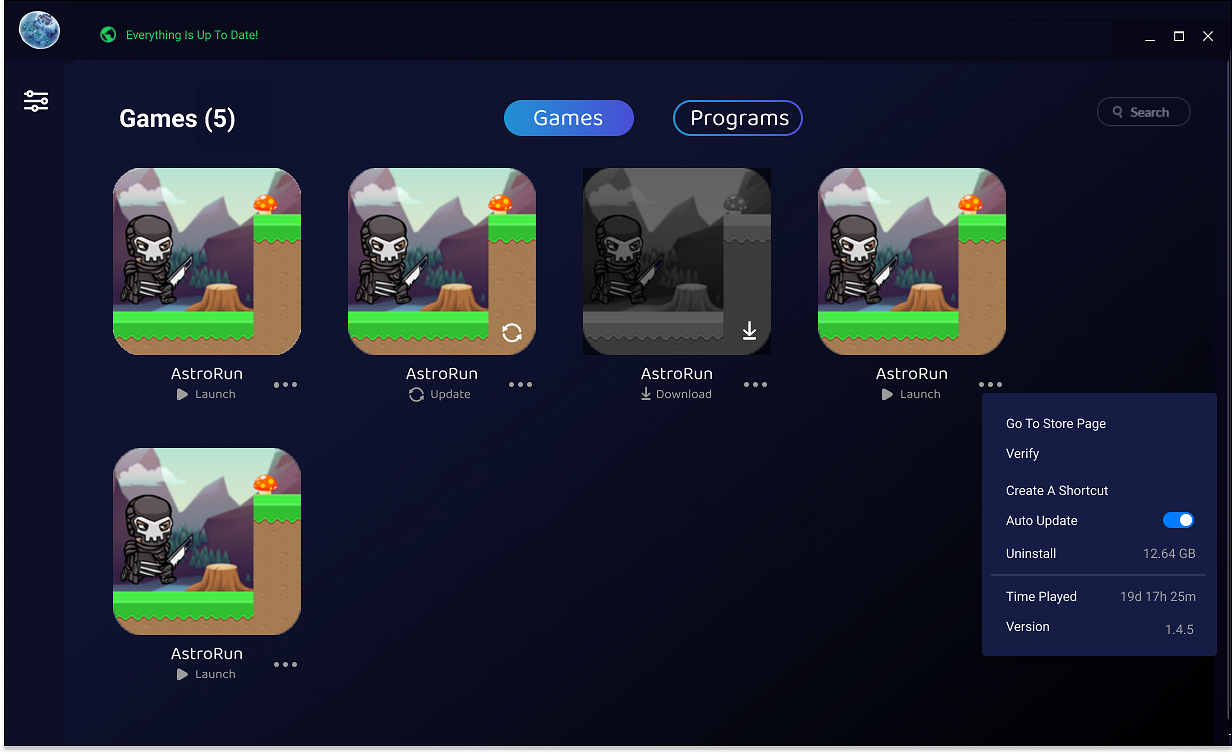 Everything Is Up To Date!
Games (5)
Games
Programs
Search
AstroRun
Launch
AstroRun
Update
AstroRun
Download
AstroRun
Launch
Go To Store Page
Verify
Create A Shortcut
Auto Update
Uninstall 12.64 GB
Time Played 19d 17h 25m
Version 1.4.5
AstroRun
Launch